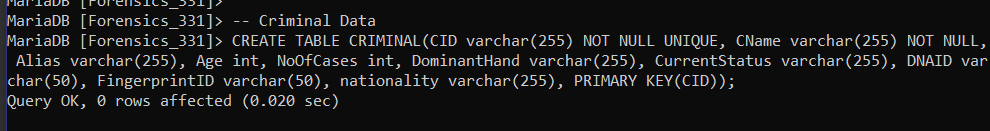 MariaDB [Forensics_331]>
MariaDB [Forensics_331]> -- Criminal Data
MariaDB [Forensics_331]> CREATE TABLE CRIMINAL(CID varchar(255) NOT NULL UNIQUE, CName varchar(255) NOT NULL,
 Alias varchar(255), Age int, NoOfCases int, DominantHand varchar(255), CurrentStatus varchar(255), DNAID var
char(50), FingerprintID varchar(50), nationality varchar(255), PRIMARY KEY(CID));
Query OK, 0 rows affected (0.020 sec)